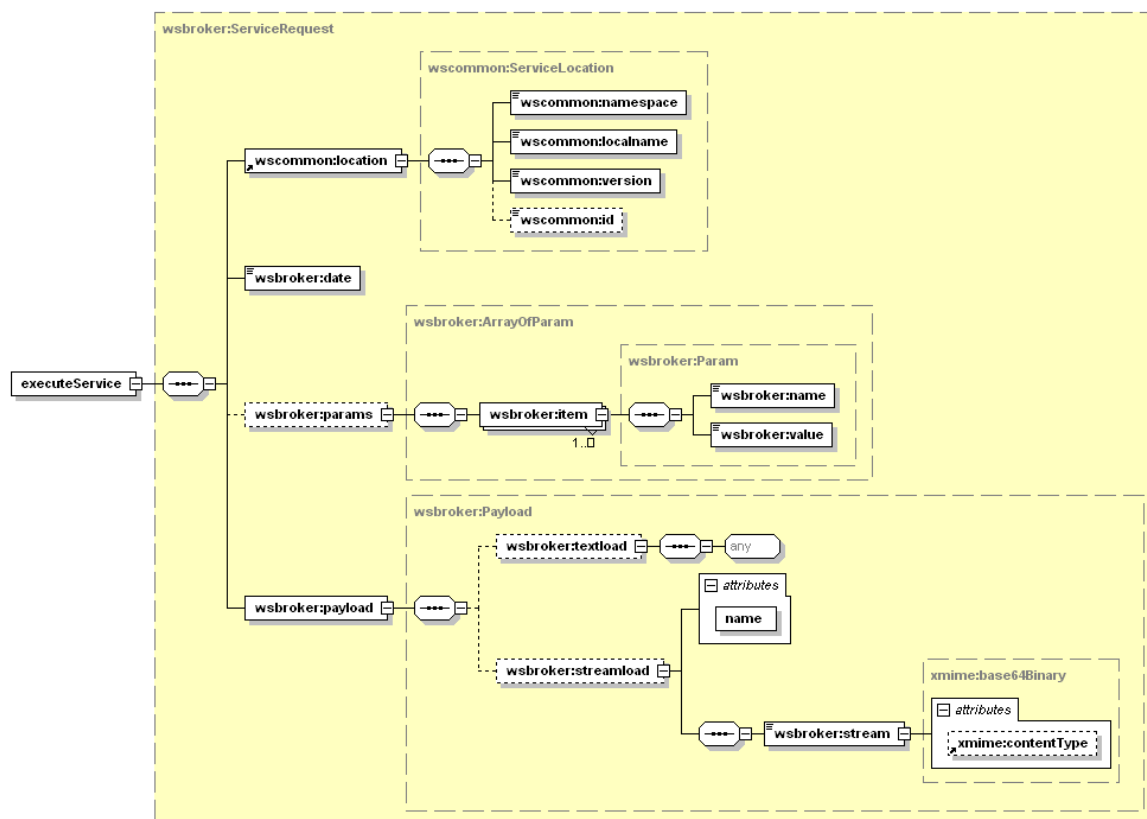 wsbroker:ServiceRequest
wscommon:ServiceLocation
wscommon:namespace
wscommon:localname
wscommon:location
wscommon:version
wscommon:id
wsbroker:date
wsbroker:ArrayOfParam
wsbroker:Param
executeService
wsbroker:name
wsbroker:params
wsbroker:item
wsbroker:value
1..
wsbroker:Payload
wsbroker:textload
any
attributes
name
wsbroker:payload
wsbroker:streamload
xmime:base64Binary
attributes
wsbroker:stream
xmime:contentType